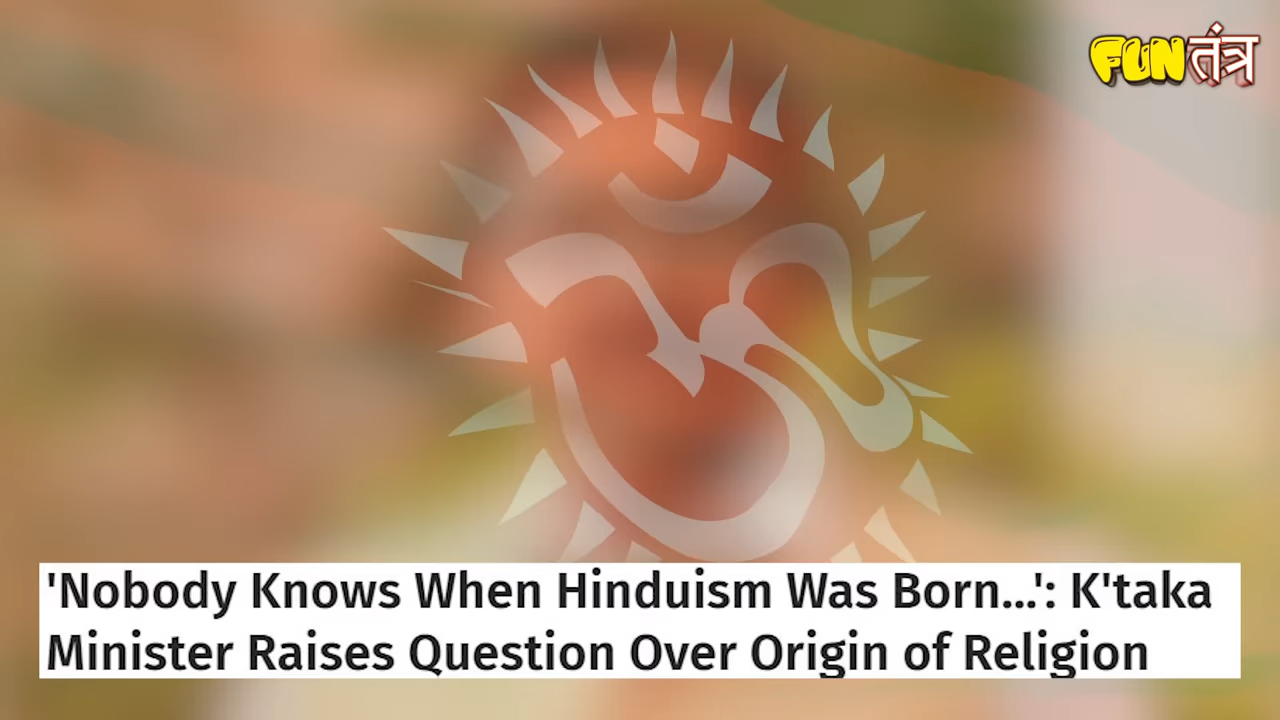 FUNतंत्र
'Nobody Knows When Hinduism Was Born...': K'taka
Minister Raises Question Over Origin of Religion